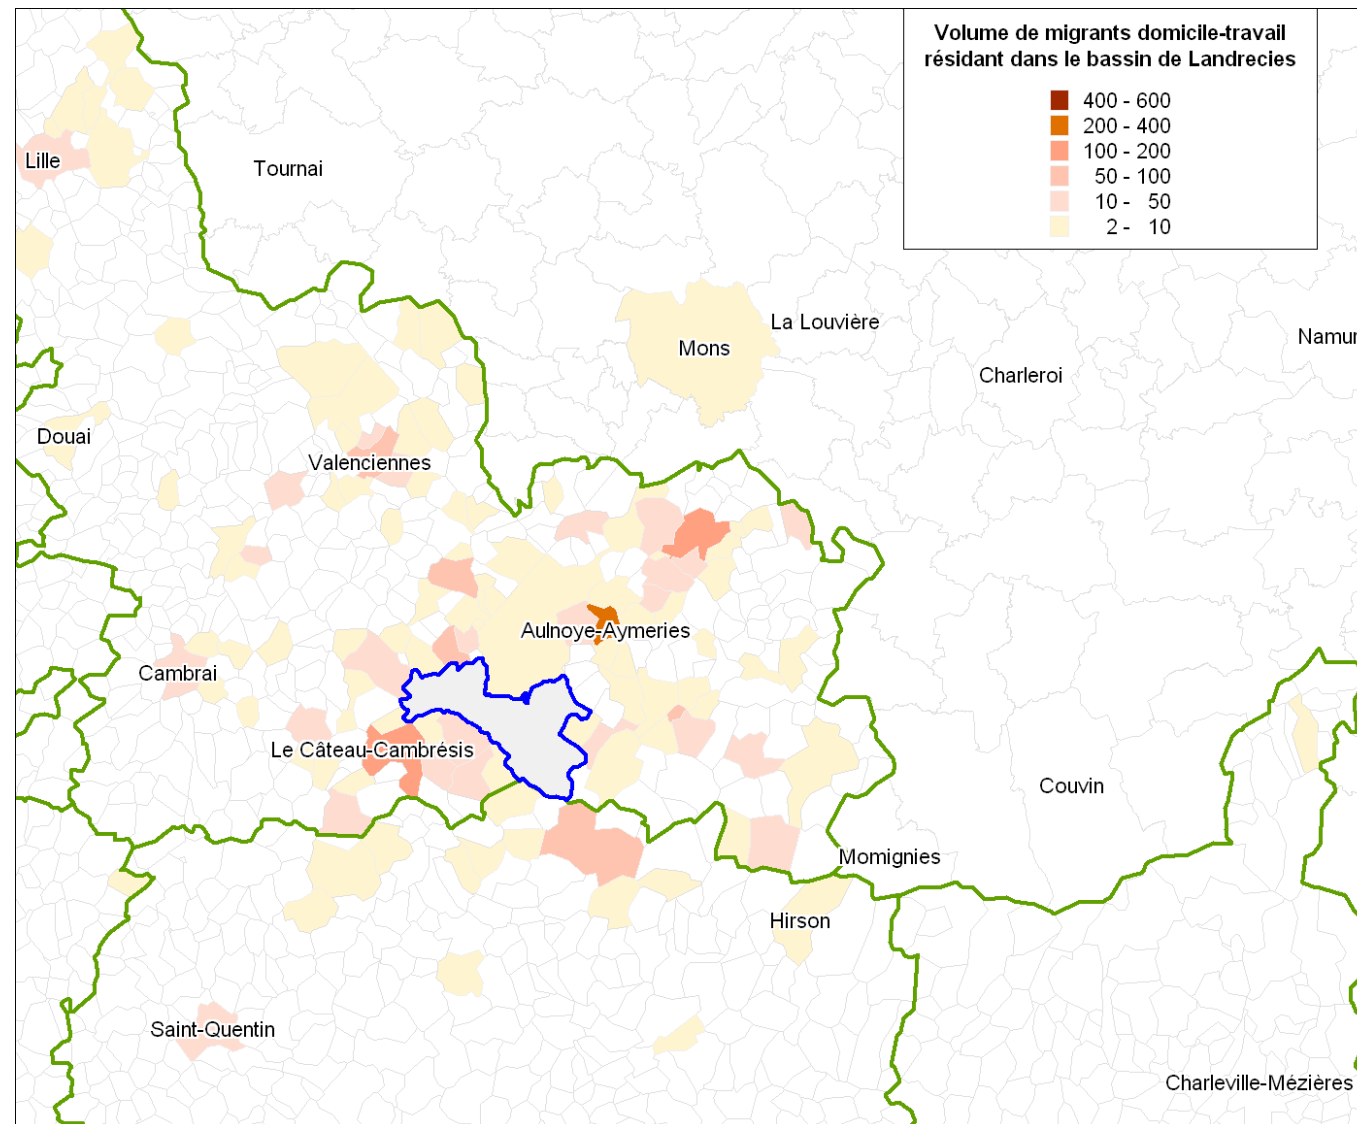 Volume de migrants domicile-travail
résidant dans le bassin de Landrecies
400 - 600
200 - 400
100 - 200
50 - 100
10 - 50
2 - 10
Lille
Tournai
La Louvière
Namur
Mons
Charleroi
Douai
Valenciennes
Aulnoye-Aymeries
Cambrai
Le Câteau-Cambrésis
Couvin
Momignies
Hirson
Saint-Quentin
Charleville-Mézières